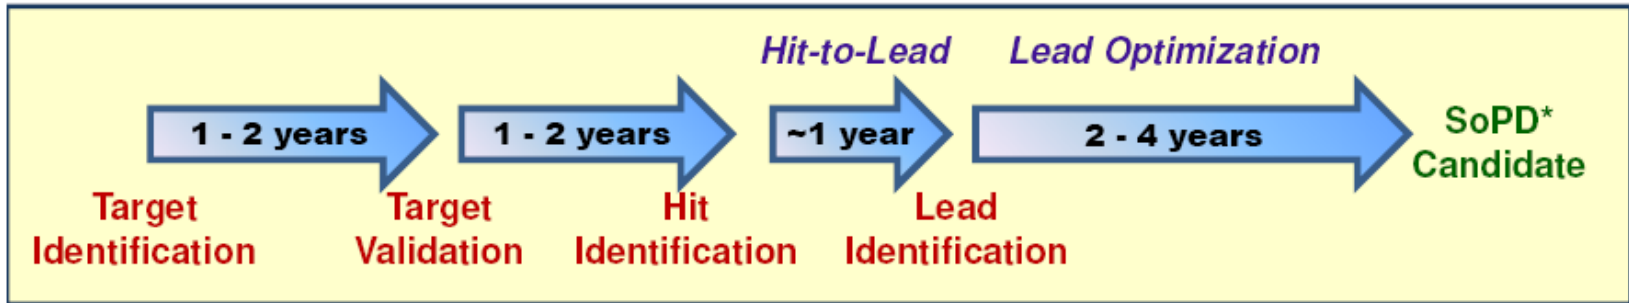 Hit-to-Lead
Lead Optimization
1 - 2 years
1 - 2 years
~1 year
2 - 4 years
SoPD*
Candidate
Target
Identification
Target
Validation
Hit
Identification
Lead
Identification